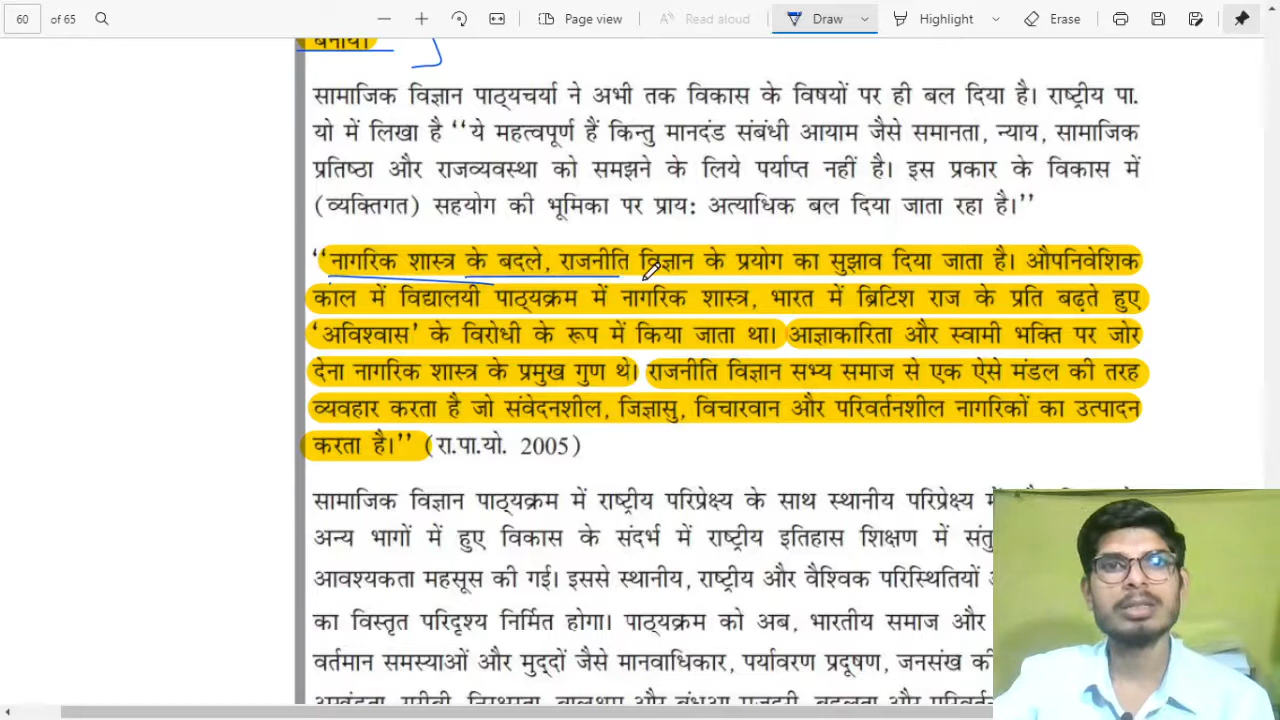 60 of 65 Page view Read aloud Draw Highlight Erase
बनाया।
सामाजिक विज्ञान पाठ्यचर्या ने अभी तक विकास के विषयों पर ही बल दिया है। राष्ट्रीय पा.
यो में लिखा है ‘‘ये महत्वपूर्ण हैं किन्तु मानदंड संबंधी आयाम जैसे समानता, न्याय, सामाजिक
प्रतिष्ठा और राजव्यवस्था को समझने के लिये पर्याप्त नहीं है। इस प्रकार के विकास में
(व्यक्तिगत) सहयोग की भूमिका पर प्राय: अत्याधिक बल दिया जाता रहा है।’’
‘‘नागरिक शास्त्र के बदले, राजनीति विज्ञान के प्रयोग का सुझाव दिया जाता है। औपनिवेशिक
काल में विद्यालयी पाठ्यक्रम में नागरिक शास्त्र, भारत में ब्रिटिश राज के प्रति बढ़ते हुए
‘अविश्वास’ के विरोधी के रूप में किया जाता था। आज्ञाकारिता और स्वामी भक्ति पर जोर
देना नागरिक शास्त्र के प्रमुख गुण थे। राजनीति विज्ञान सभ्य समाज से एक ऐसे मंडल की तरह
व्यवहार करता है जो संवेदनशील, जिज्ञासु, विचारवान और परिवर्तनशील नागरिकों का उत्पादन
करता है।’’ (रा.पा.यो. 2005)
सामाजिक विज्ञान पाठ्यक्रम में राष्ट्रीय परिप्रेक्ष्य के साथ स्थानीय परिप्रेक्ष्य
अन्य भागों में हुए विकास के संदर्भ में राष्ट्रीय इतिहास शिक्षण में
आवश्यकता महसूस की गई। इससे स्थानीय, राष्ट्रीय और वैश्विक परिस्थितियों
का विस्तृत परिदृश्य निर्मित होगा। पाठ्यक्रम को अब, भारतीय समाज और
वर्तमान समस्याओं और मुद्दों जैसे मानवाधिकार, पर्यावरण प्रदूषण,